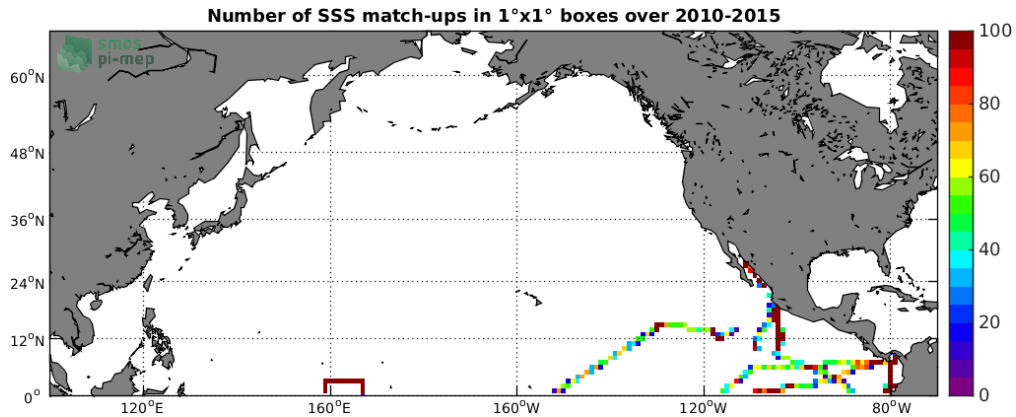 Number of SSS match-ups in 1°x1° boxes over 2010-2015
smos
pi-mep
60°N
48°N
36°N
24°N
12°N
0°
120°E
160°E
160°W
120°W
80°W
100
80
60
40
20
0